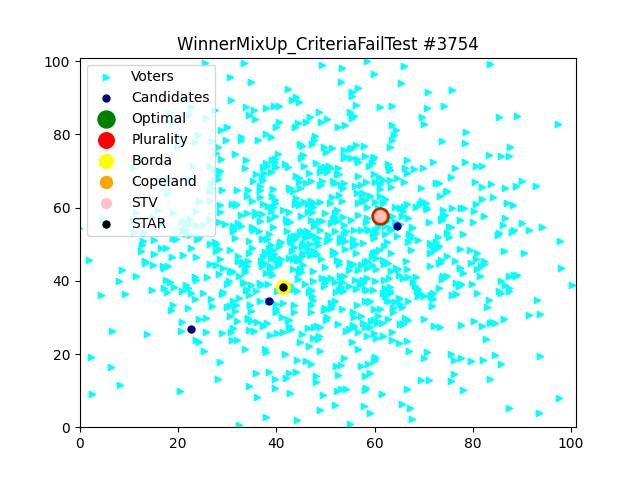 WinnerMixUp_CriteriaFailTest #3754
100
80
60
40
20
0
Voters
Candidates
Optimal
Plurality
Borda
Copeland
STV
STAR
0 20 40 60 80 100